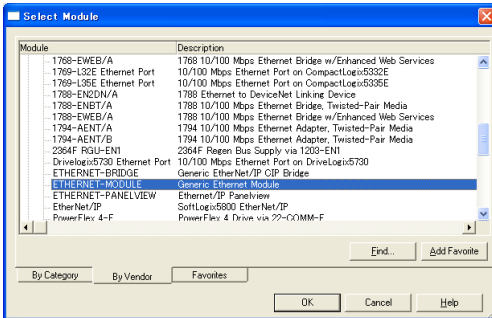 Select Module
Module Description
1768-EWEB/A 1768 10/100 Mbps Ethernet Bridge w/Enhanced Web Services
1769-L32E Ethernet Port 10/100 Mbps Ethernet Port on CompactLogix5332E
1769-L35E Ethernet Port 10/100 Mbps Ethernet Port on CompactLogix5335E
1788-EN2DN/A 1788 Ethernet to DeviceNet Linking Device
1788-ENBT/A 1788 10/100 Mbps Ethernet Bridge, Twisted-Pair Media
1788-EWEB/A 1788 10/100 Mbps Ethernet Bridge w/Enhanced Web Services
1794-AENT/A 1794 10/100 Mbps Ethernet Adapter, Twisted-Pair Media
1794-AENT/B 1794 10/100 Mbps Ethernet Adapter, Twisted-Pair Media
2364F RGU-EN1 2364F Regen Bus Supply via 1203-EN1
Drivelogix5730 Ethernet Port 10/100 Mbps Ethernet Port on DriveLogix5730
ETHERNET-BRIDGE Generic EtherNet/IP CIP Bridge
ETHERNET-MODULE Generic Ethernet Module
ETHERNET-PANELVIEW Ethernet/IP Panelview
EtherNet/IP SoftLogix5800 EtherNet/IP
PowerFlex 4-E PowerFlex 4 Drive via 22-COMM-E
Find... Add Favorite
By Category By Vendor Favorites
OK Cancel Help